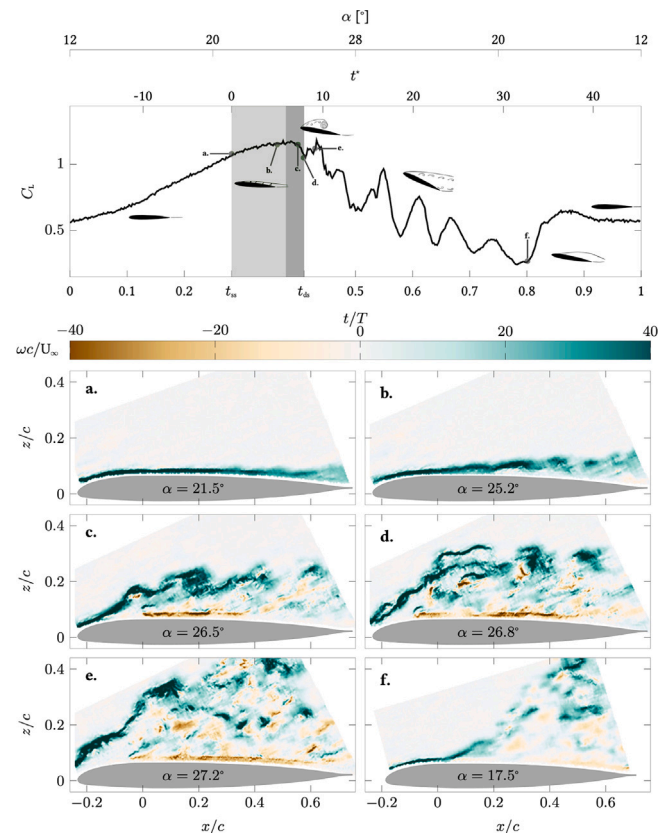 α [°]
12 20 28 20 12
t*
-10 0 10 20 30 40
1
0.5
C_L
a.
b.
c.
d.
e.
f.
0 0.1 0.2 t_ss t_ds 0.5 0.6 0.7 0.8 0.9 1
t/T
ωc/U∞
−40 −20 0 20 40
a. b.
0.4
z/c
0.2
0
α = 21.5° α = 25.2°
c. d.
0.4
z/c
0.2
0
α = 26.5° α = 26.8°
e. f.
0.4
z/c
0.2
0
α = 27.2° α = 17.5°
−0.2 0 0.2 0.4 0.6 −0.2 0 0.2 0.4 0.6
x/c x/c